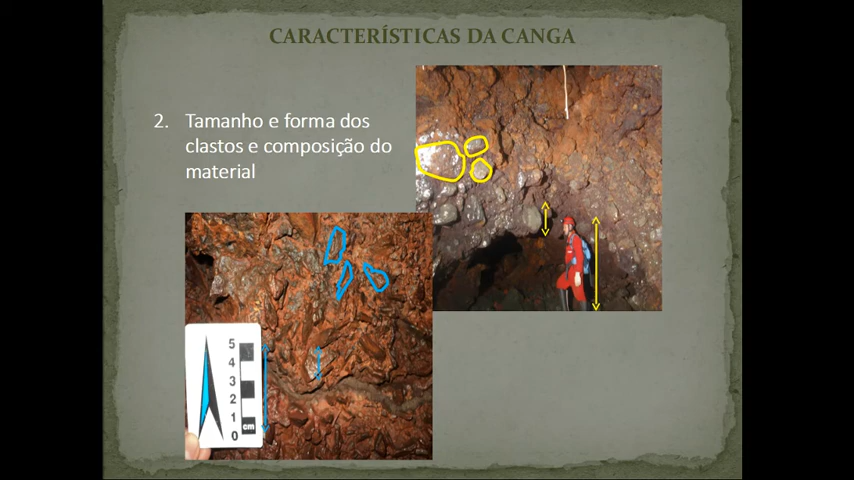 CARACTERÍSTICAS DA CANGA
2. Tamanho e forma dos
clastos e composição do
material
5
4
3
2
1
0
cm